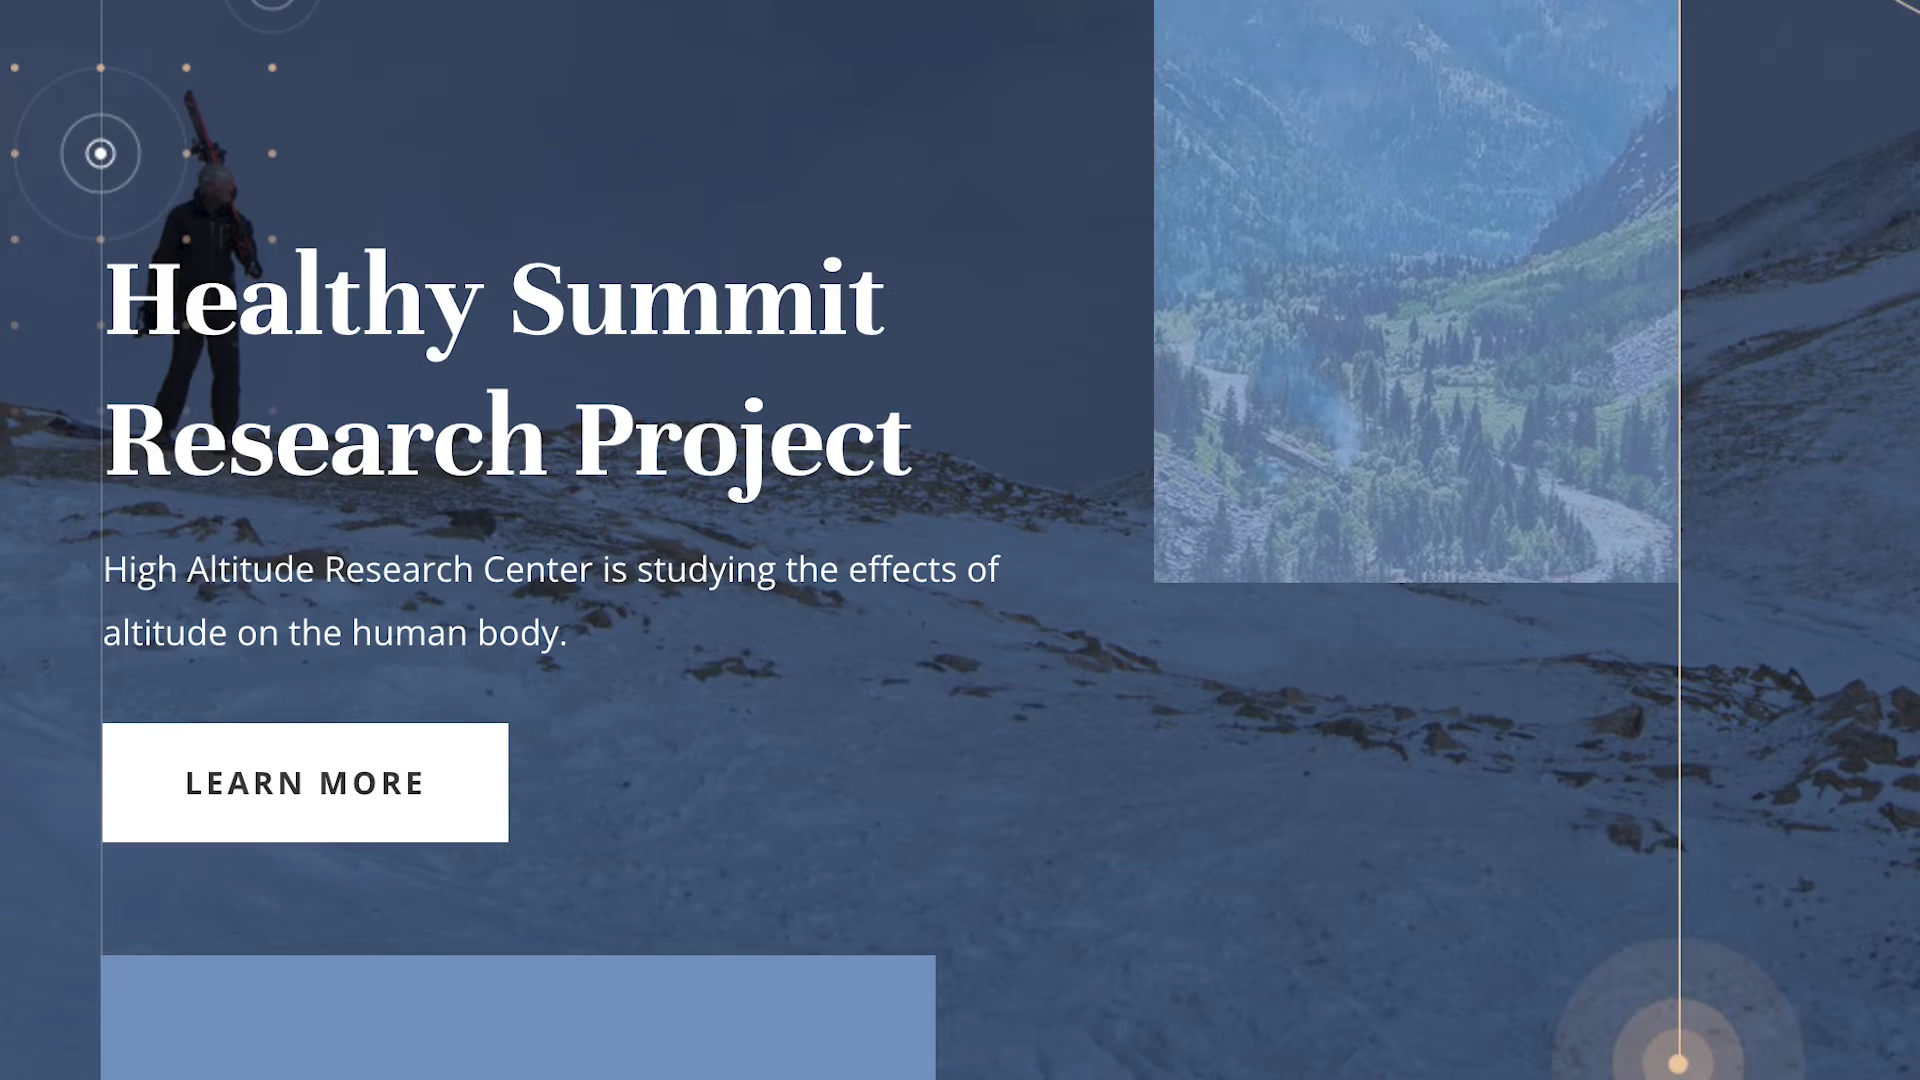 Healthy Summit
Research Project
High Altitude Research Center is studying the effects of
altitude on the human body.
LEARN MORE